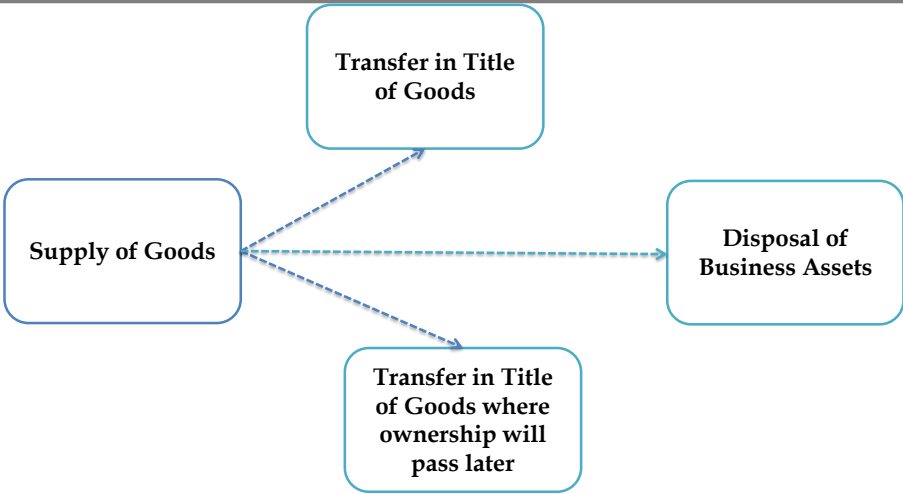 Transfer in Title
of Goods
Supply of Goods
Disposal of
Business Assets
Transfer in Title
of Goods where
ownership will
pass later